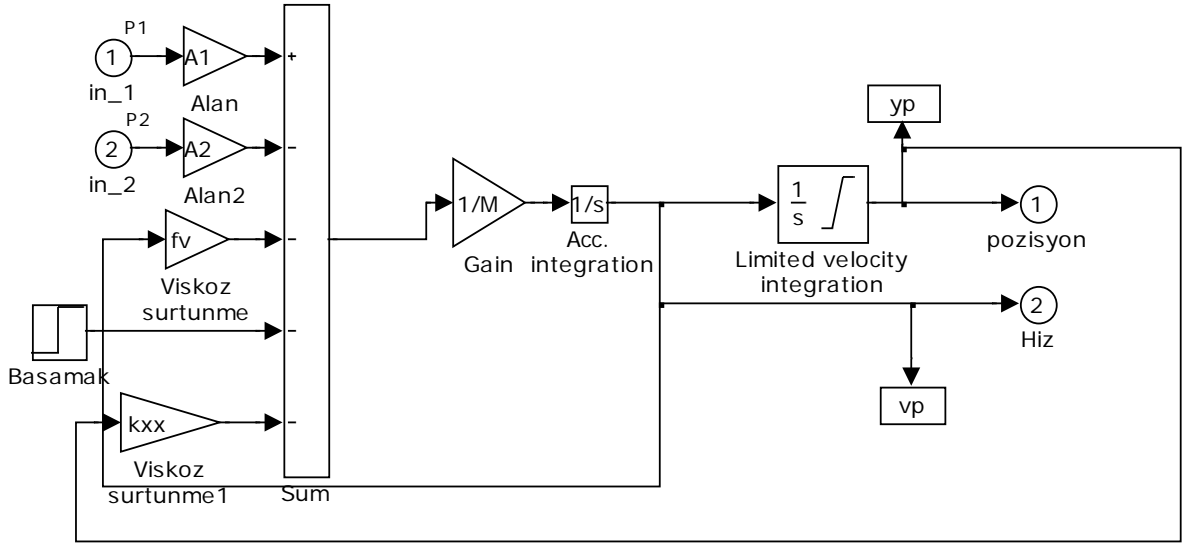 P1
1
A1
+
in_1
Alan
P2
2
A2
−
in_2
Alan2
fv
−
Viskoz
surtunme
−
Basamak
kxx
−
Viskoz
surtunme1
Sum
1/M
Gain
1/s
Acc.
integration
1
s
Limited velocity
integration
yp
1
pozisyon
2
Hiz
vp